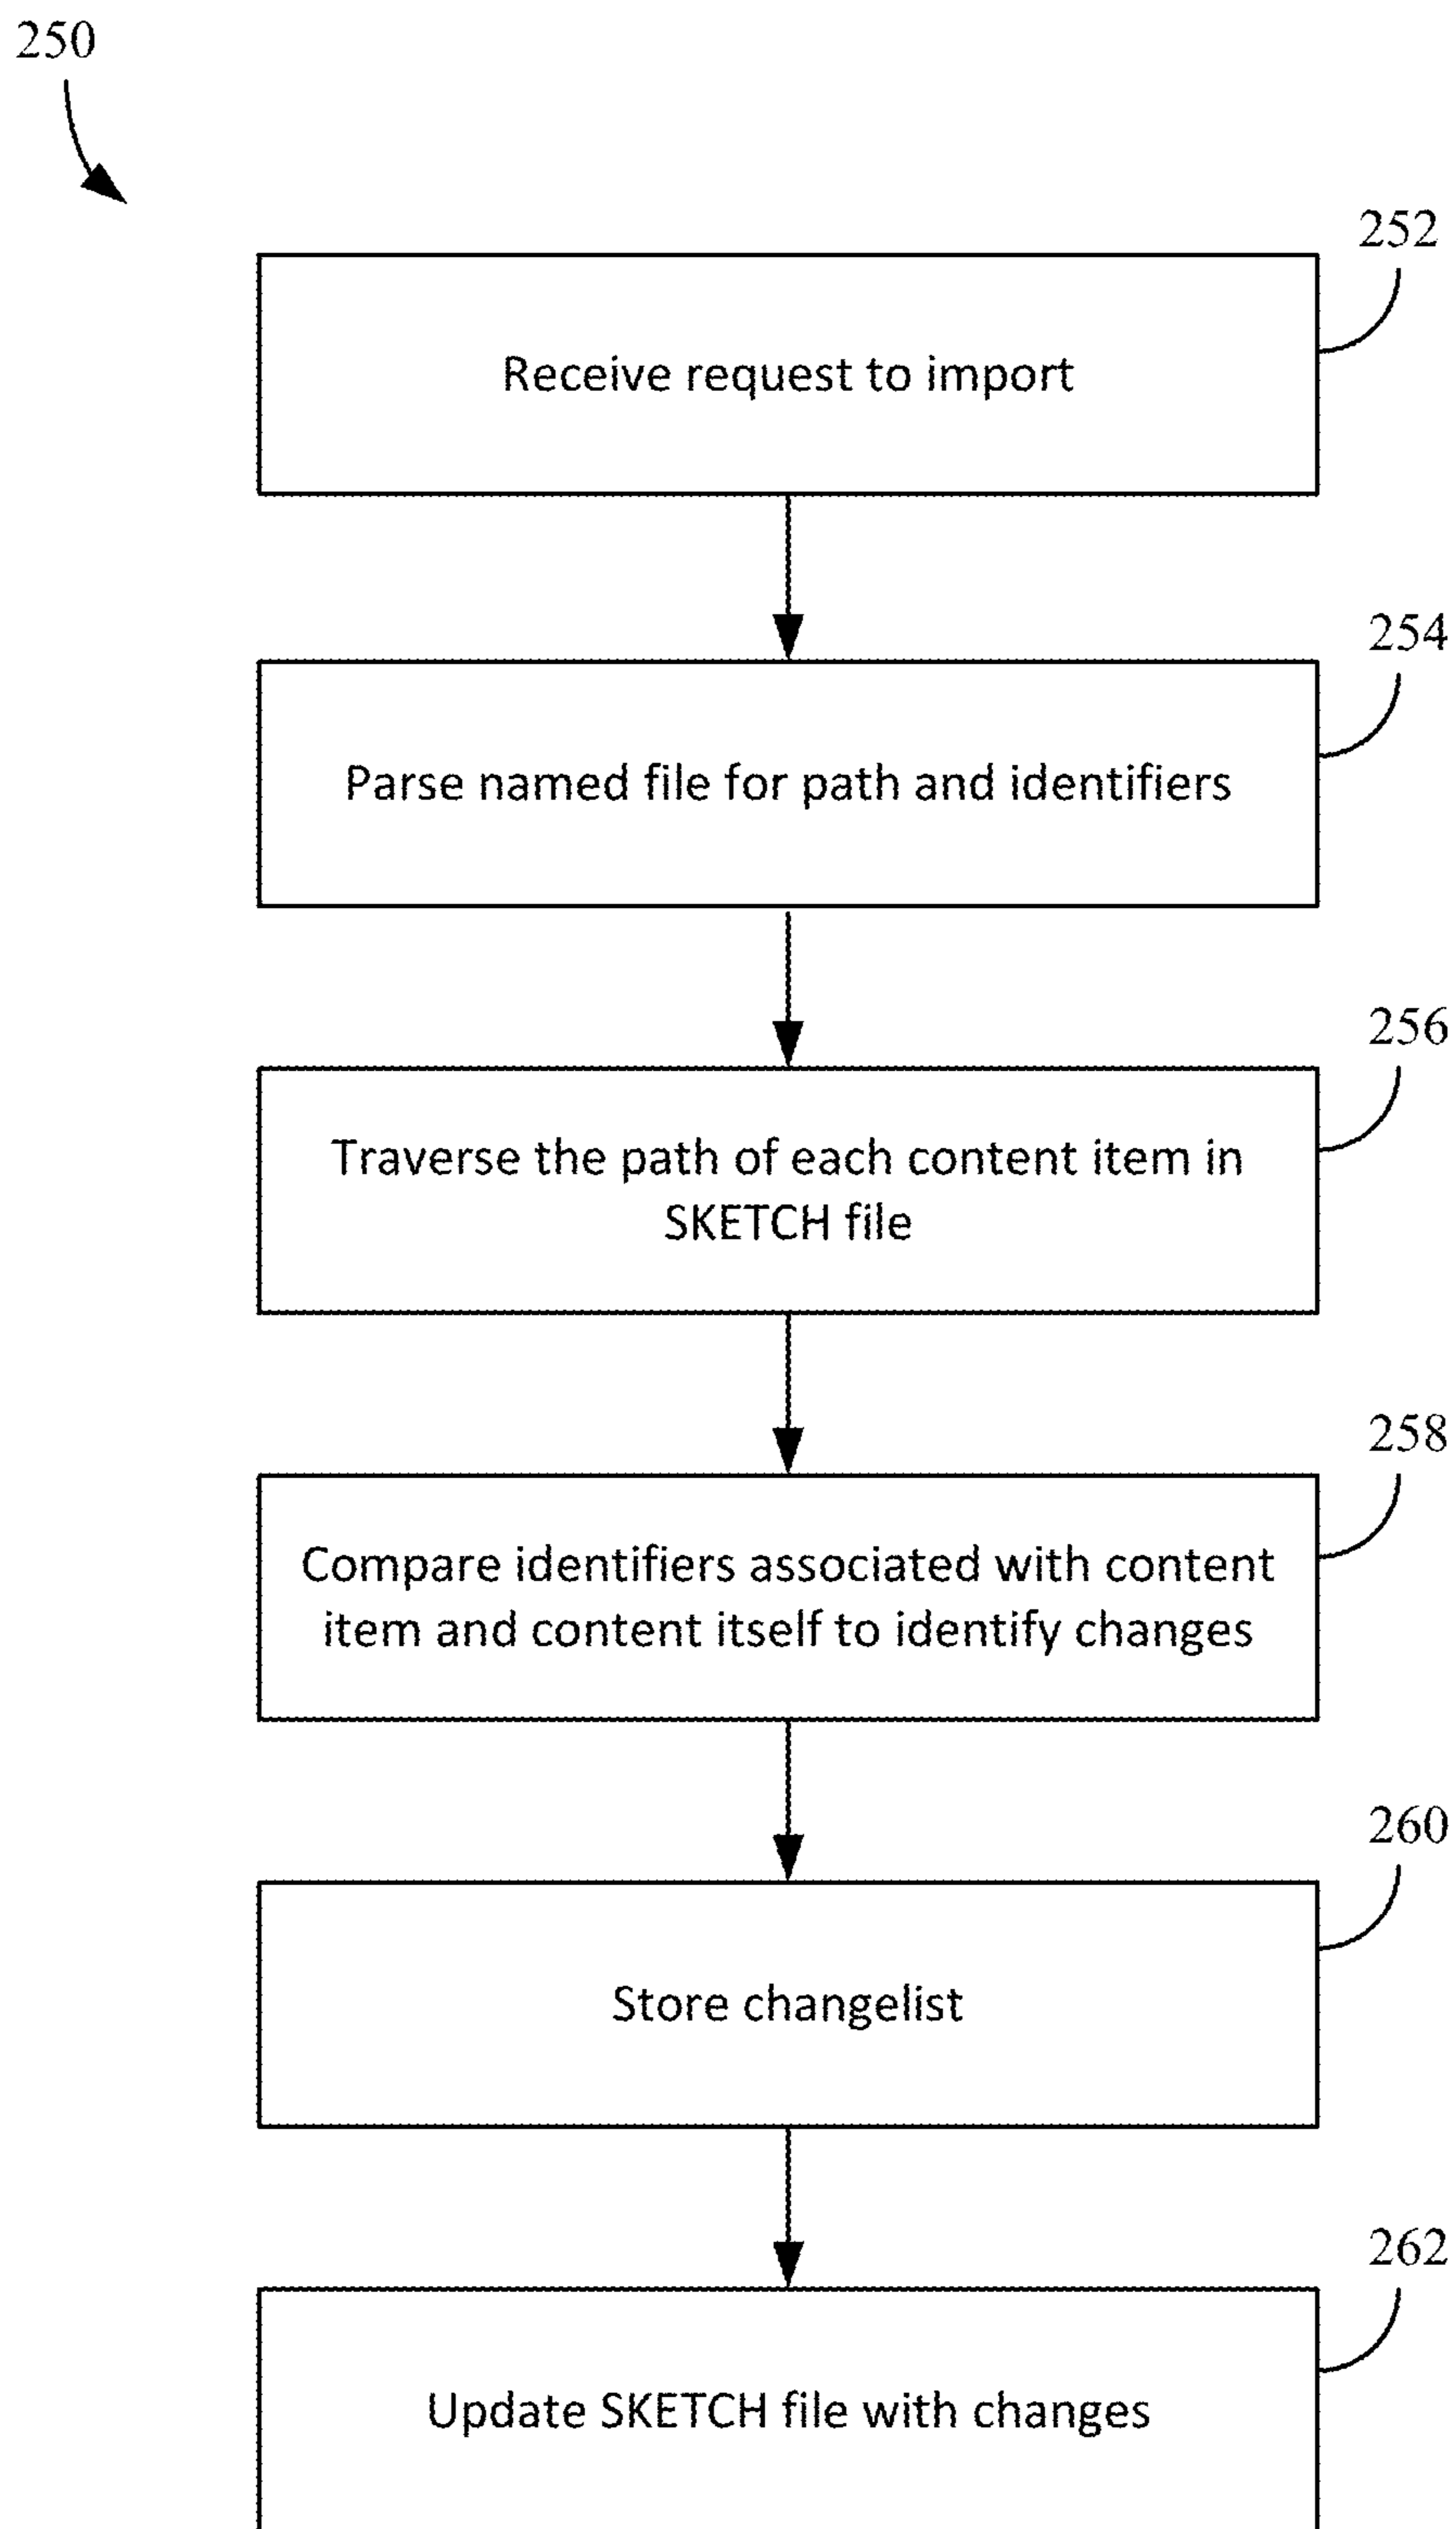 250
252
Receive request to import
254
Parse named file for path and identifiers
256
Traverse the path of each content item in
SKETCH file
258
Compare identifiers associated with content
item and content itself to identify changes
260
Store changelist
262
Update SKETCH file with changes